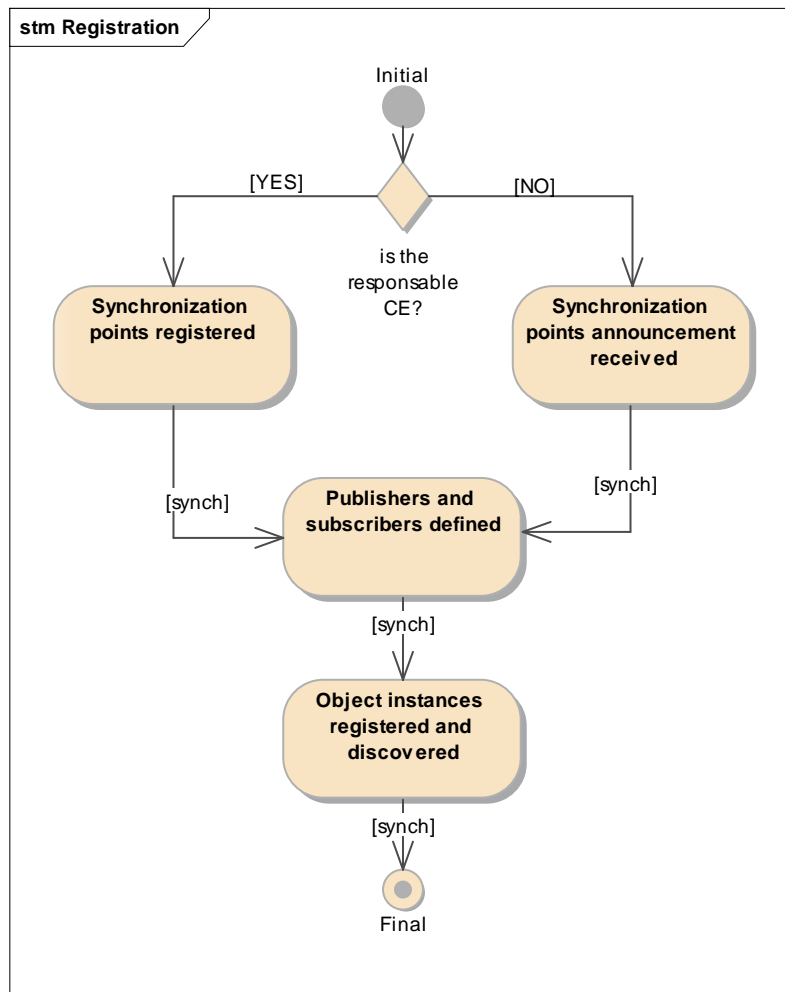 stm Registration
Initial
[YES]
[NO]
is the
responsable
CE?
Synchronization
points registered
Synchronization
points announcement
received
[synch]
[synch]
Publishers and
subscribers defined
[synch]
Object instances
registered and
discovered
[synch]
Final